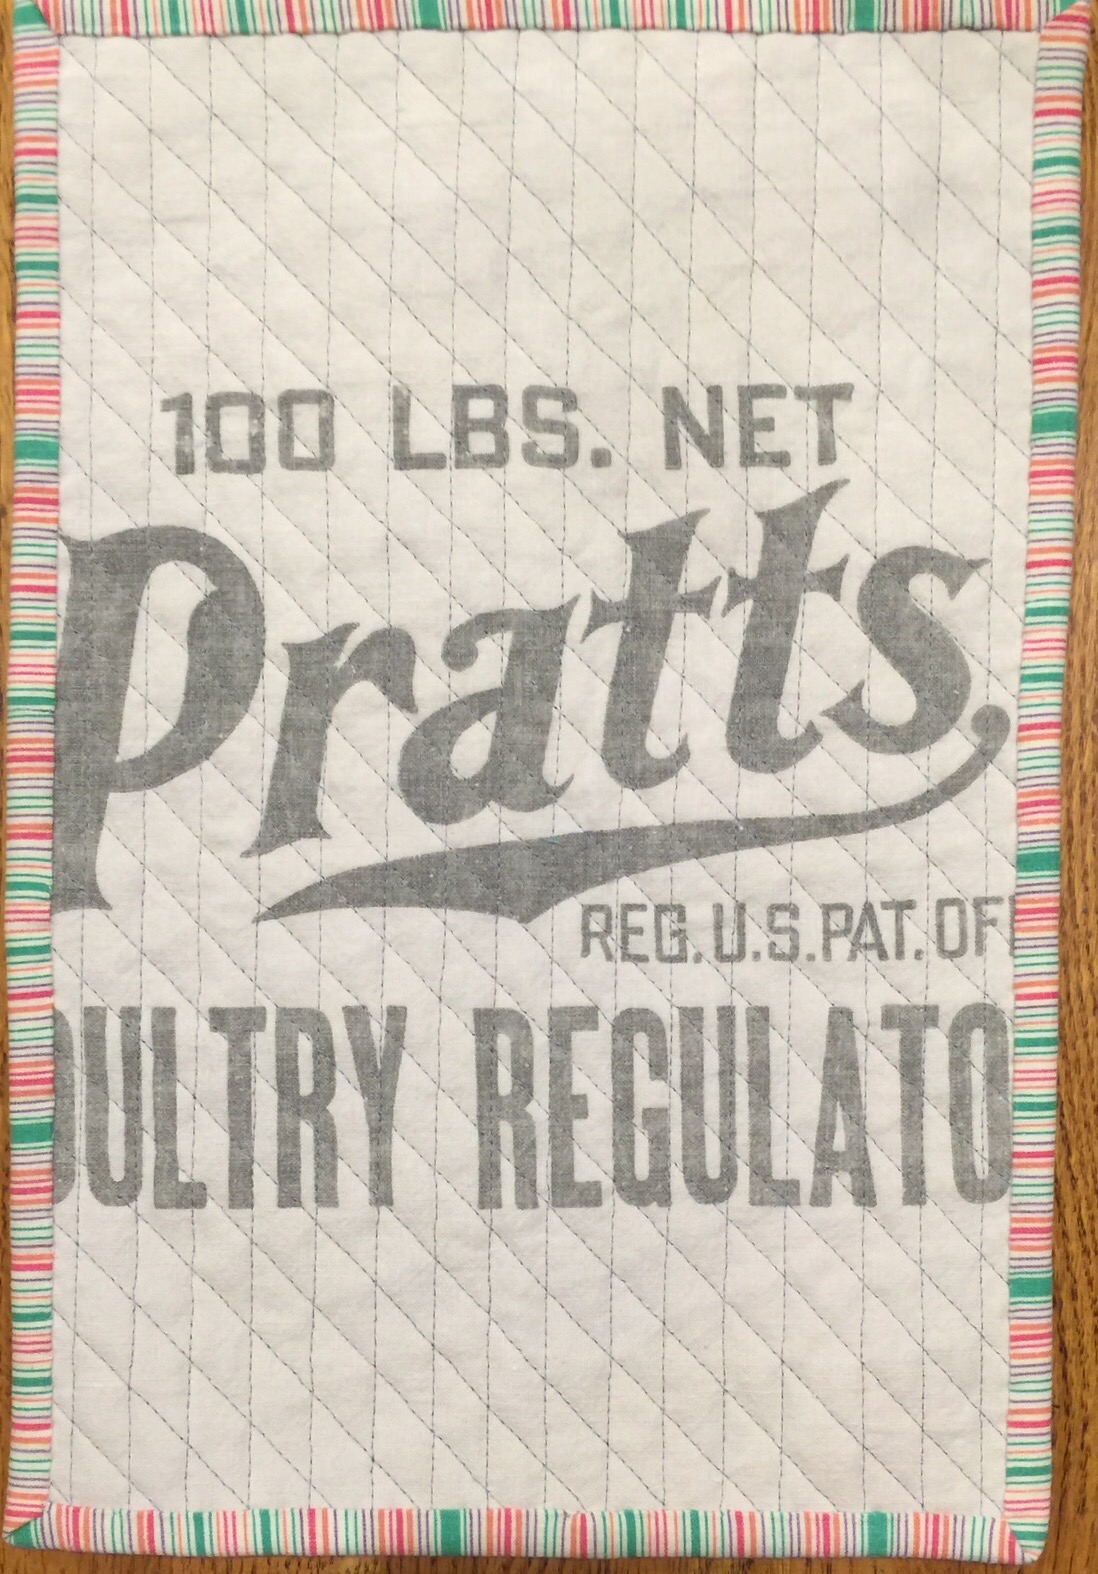 100 LBS. NET
Pratts
REG. U.S. PAT. OF
OULTRY REGULATO